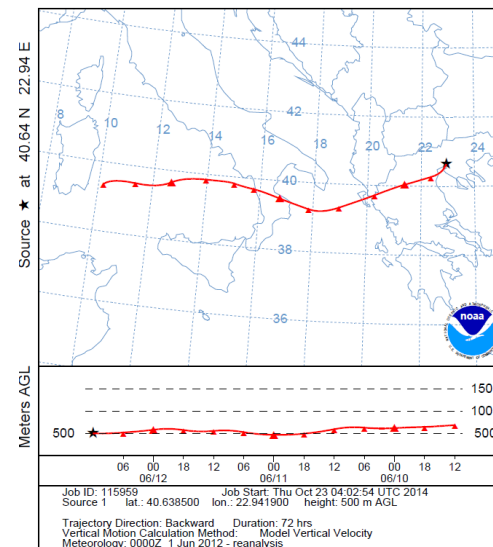 44
42
8
10
12
14
16
20
22
24
40
38
36
Source ★ at 40.64 N 22.94 E
noaa
Meters AGL
150
100
500
500
06 00 18 12 06 00 18 12 06 00 18 12
06/12 06/11 06/10
Job ID: 115959 Job Start: Thu Oct 23 04:02:54 UTC 2014
Source 1 lat.: 40.638500 lon.: 22.941900 height: 500 m AGL
Trajectory Direction: Backward Duration: 72 hrs
Vertical Motion Calculation Method: Model Vertical Velocity
Meteorology: 0000Z 1 Jun 2012 - reanalysis